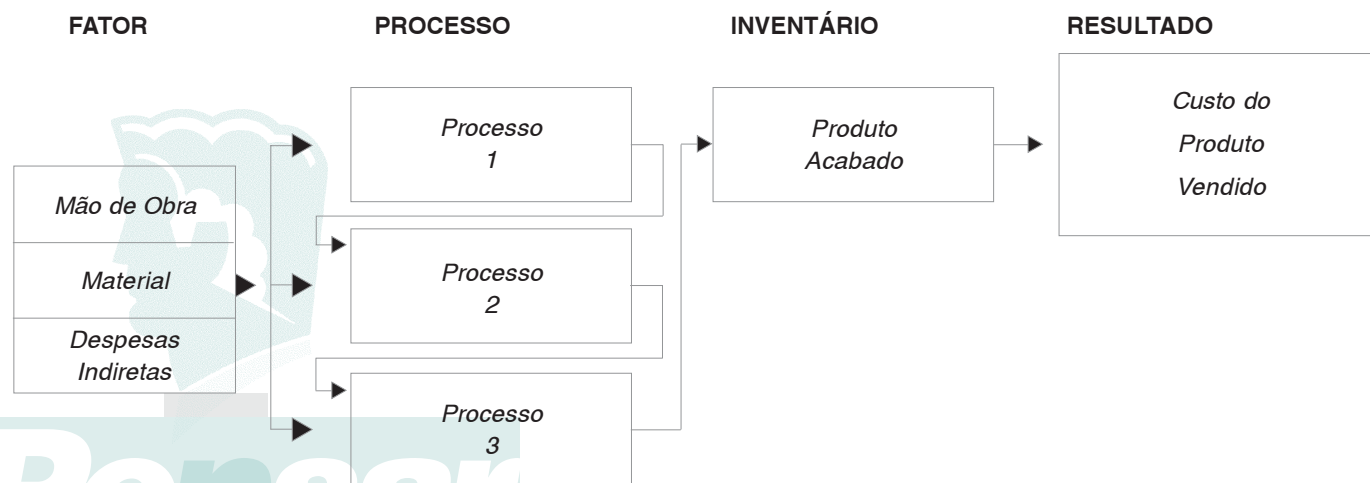 FATOR PROCESSO INVENTÁRIO RESULTADO
Mão de Obra
Material
Despesas
Indiretas
Processo
1
Processo
2
Processo
3
Produto
Acabado
Custo do
Produto
Vendido